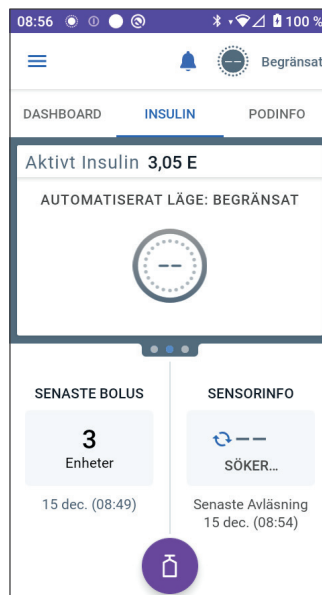 08:56 100 %
Begränsat
DASHBOARD INSULIN PODINFO
Aktivt Insulin 3,05 E
AUTOMATISERAT LÄGE: BEGRÄNSAT
SENASTE BOLUS SENSORINFO
3
Enheter
SÖKER...
15 dec. (08:49)
Senaste Avläsning
15 dec. (08:54)